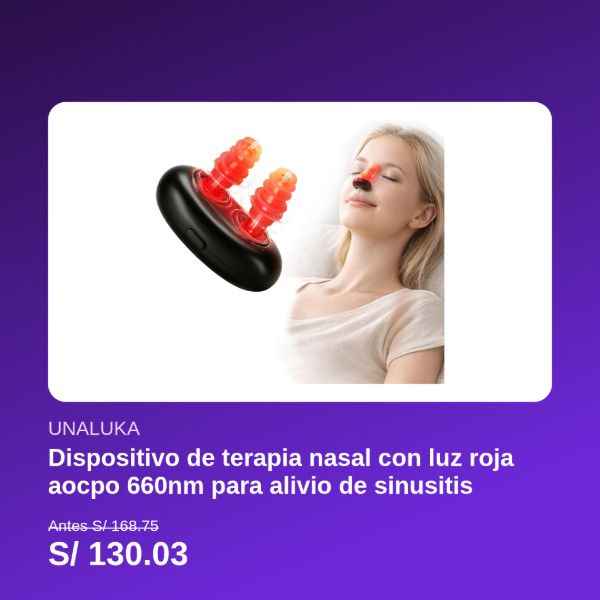 UNALUKA
Dispositivo de terapia nasal con luz roja
aocpo 660nm para alivio de sinusitis
Antes S/ 168.75
S/ 130.03